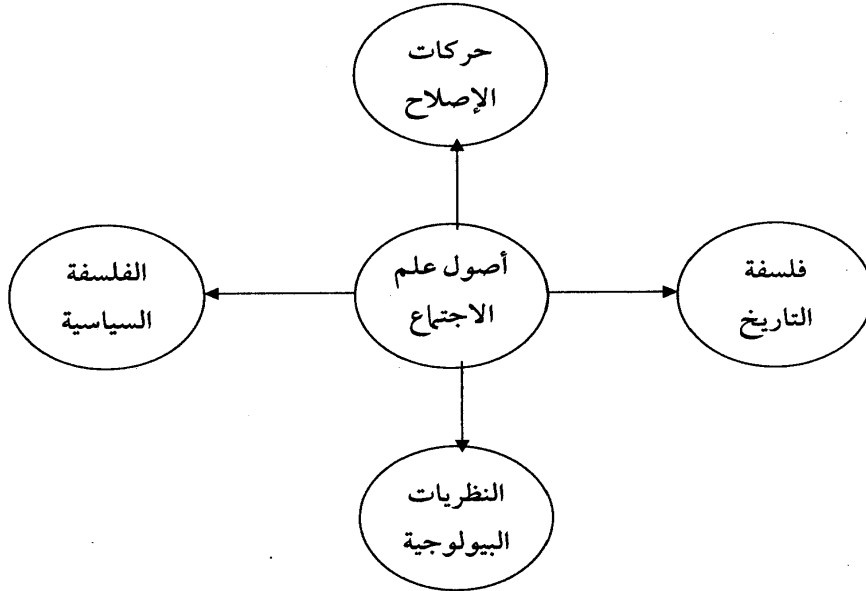 حركات
الإصلاح
فلسفة
التاريخ
أصول علم
الاجتماع
الفلسفة
السياسية
النظريات
البيولوجية